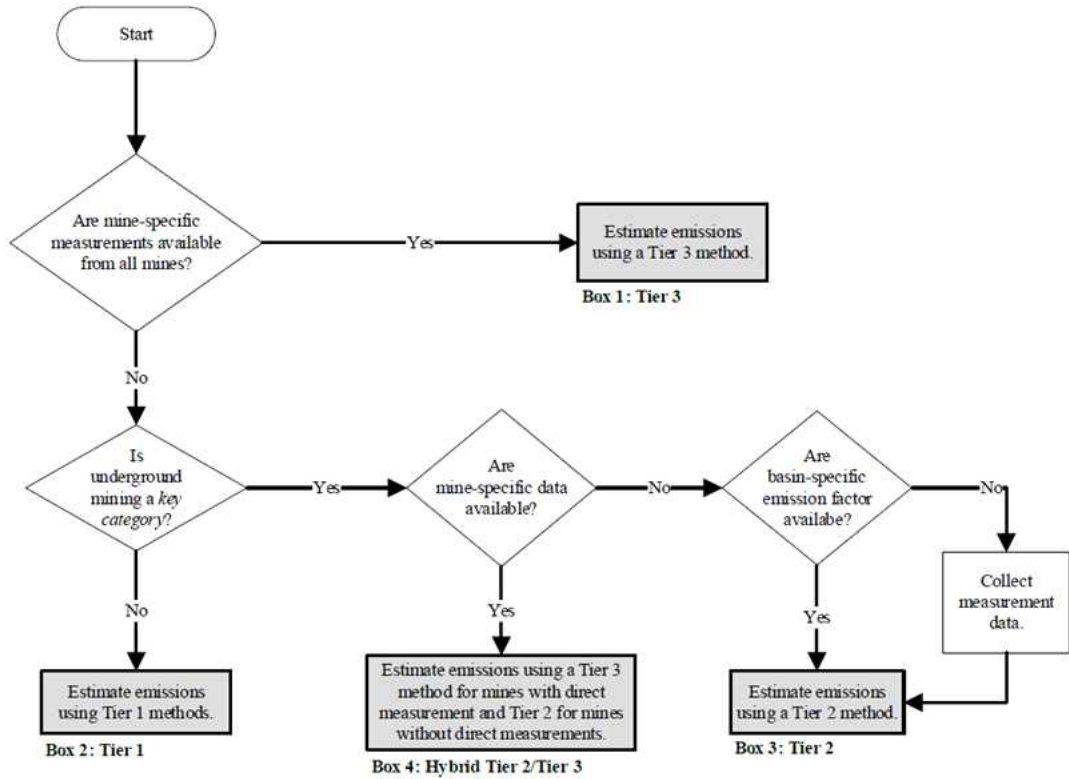 Start
Are mine-specific
measurements available
from all mines?
Yes
Estimate emissions
using a Tier 3 method.
Box 1: Tier 3
No
Is
underground
mining a key
category?
Yes
Are
mine-specific data
available?
No
Are
basin-specific
emission factor
availabe?
No
Collect
measurement
data.
No
Yes
Yes
Estimate emissions
using Tier 1 methods.
Box 2: Tier 1
Estimate emissions using a Tier 3
method for mines with direct
measurement and Tier 2 for mines
without direct measurements.
Box 4: Hybrid Tier 2/Tier 3
Estimate emissions
using a Tier 2 method.
Box 3: Tier 2